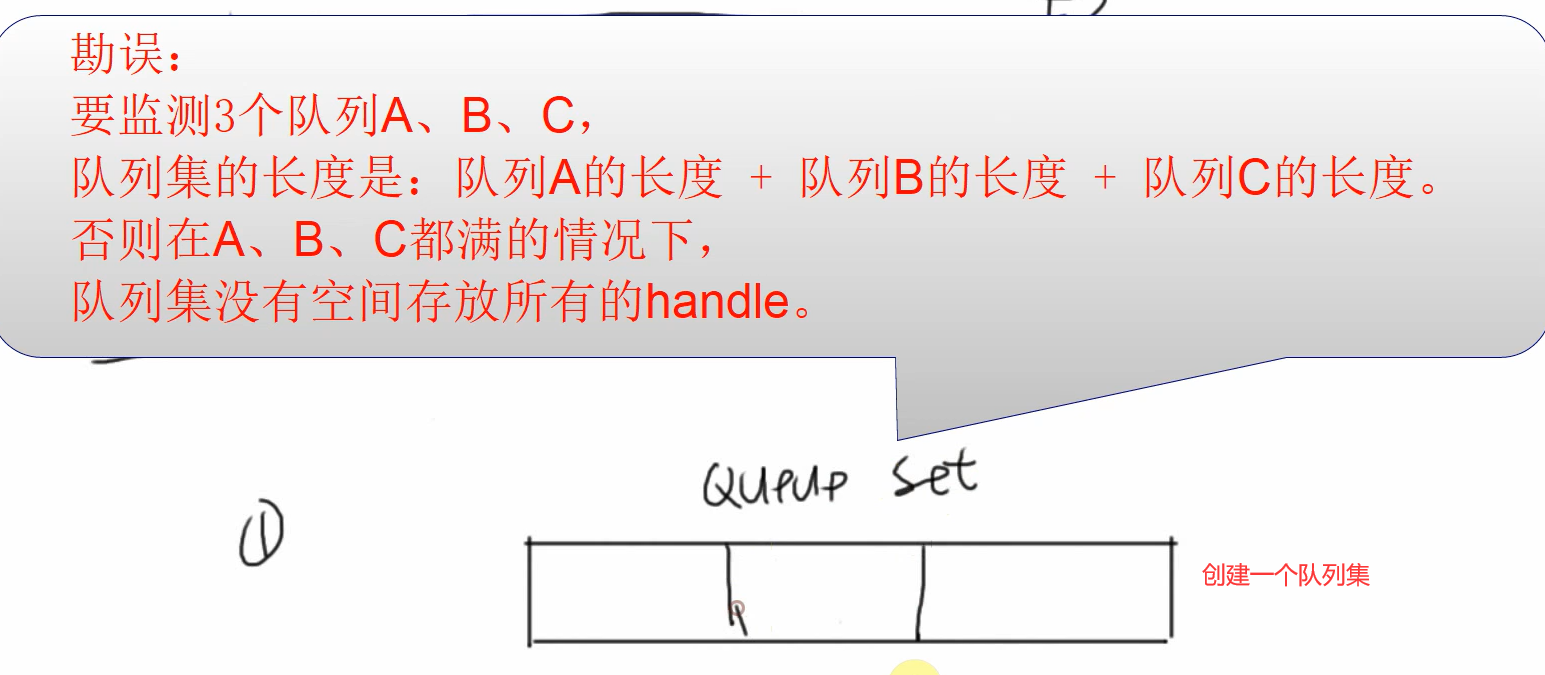 勘误：
要监测3个队列A、B、C，
队列集的长度是：队列A的长度 + 队列B的长度 + 队列C的长度。
否则在A、B、C都满的情况下，
队列集没有空间存放所有的handle。
Queue set
①
创建一个队列集